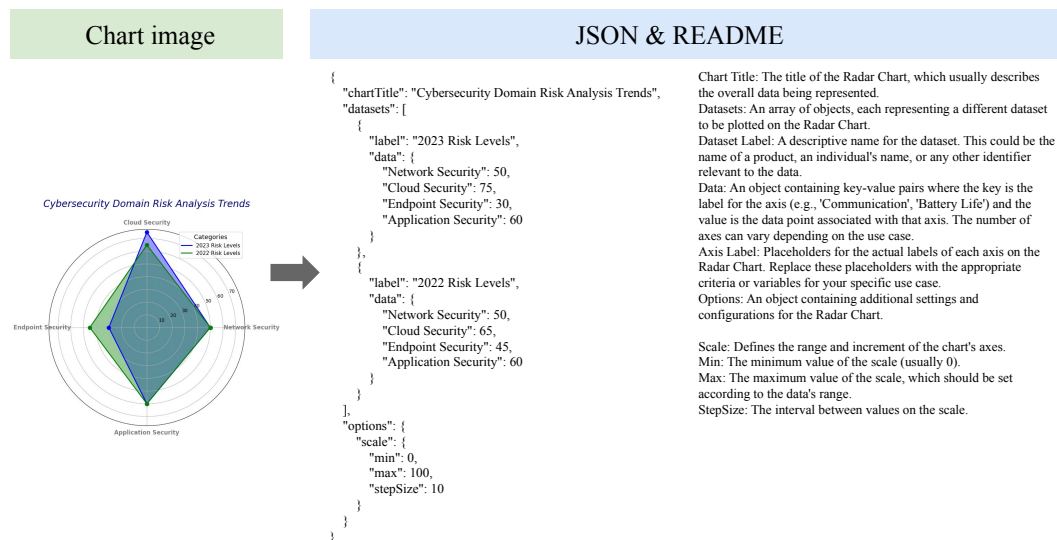 Chart image
JSON & README
Cybersecurity Domain Risk Analysis Trends
Cloud Security
Categories
2023 Risk Levels
2022 Risk Levels
70
60
50
40
30
20
10
Endpoint Security
Network Security
Application Security
{
"chartTitle": "Cybersecurity Domain Risk Analysis Trends",
"datasets": [
{
"label": "2023 Risk Levels",
"data": {
"Network Security": 50,
"Cloud Security": 75,
"Endpoint Security": 30,
"Application Security": 60
}
},
{
"label": "2022 Risk Levels",
"data": {
"Network Security": 50,
"Cloud Security": 65,
"Endpoint Security": 45,
"Application Security": 60
}
}
],
"options": {
"scale": {
"min": 0,
"max": 100,
"stepSize": 10
}
}
}
Chart Title: The title of the Radar Chart, which usually describes
the overall data being represented.
Datasets: An array of objects, each representing a different dataset
to be plotted on the Radar Chart.
Dataset Label: A descriptive name for the dataset. This could be the
name of a product, an individual's name, or any other identifier
relevant to the data.
Data: An object containing key-value pairs where the key is the
label for the axis (e.g., 'Communication', 'Battery Life') and the
value is the data point associated with that axis. The number of
axes can vary depending on the use case.
Axis Label: Placeholders for the actual labels of each axis on the
Radar Chart. Replace these placeholders with the appropriate
criteria or variables for your specific use case.
Options: An object containing additional settings and
configurations for the Radar Chart.
Scale: Defines the range and increment of the chart's axes.
Min: The minimum value of the scale (usually 0).
Max: The maximum value of the scale, which should be set
according to the data's range.
StepSize: The interval between values on the scale.